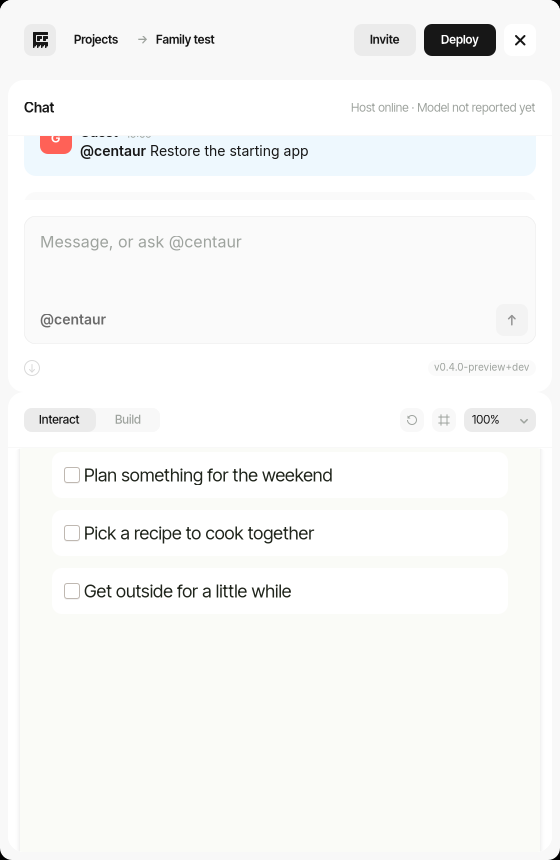 Projects → Family test
Invite
Deploy
Chat
Host online · Model not reported yet
G
@centaur Restore the starting app
Message, or ask @centaur
@centaur
v0.4.0-preview+dev
Interact
Build
100%
Plan something for the weekend
Pick a recipe to cook together
Get outside for a little while